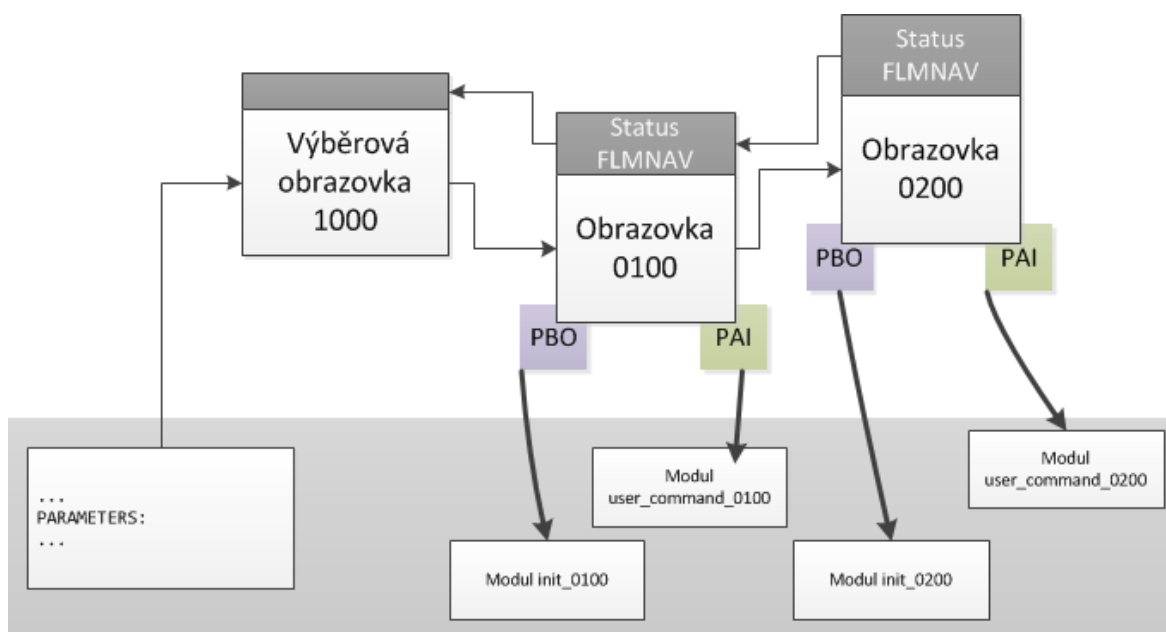 Status
FLMNAV
Obrazovka
0200
Výběrová
obrazovka
1000
Status
FLMNAV
Obrazovka
0100
PBO
PAI
PBO
PAI
...
PARAMETERS:
...
Modul
user_command_0100
Modul
user_command_0200
Modul init_0100
Modul init_0200